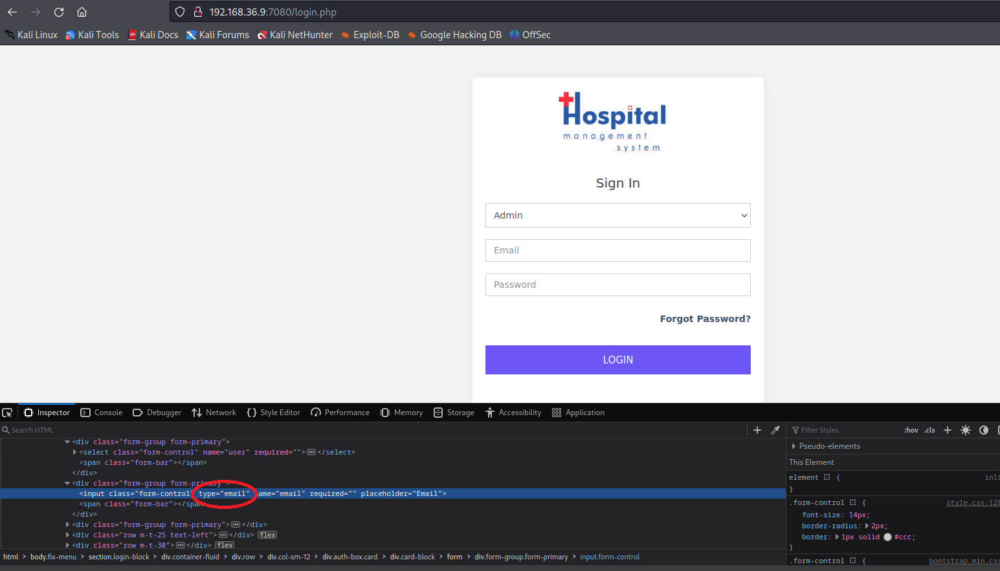 192.168.36.9:7080/login.php
Kali Linux Kali Tools Kali Docs Kali Forums Kali NetHunter Exploit-DB Google Hacking DB OffSec
Hospital
management
system
Sign In
Admin
Email
Password
Forgot Password?
LOGIN
Inspector Console Debugger Network Style Editor Performance Memory Storage Accessibility Application
Search HTML
<div class="form-group form-primary">
<select class="form-control" name="user" required="">…</select>
<span class="form-bar"></span>
</div>
<div class="form-group form-primary">
<input class="form-control" type="email" name="email" required="" placeholder="Email">
<span class="form-bar"></span>
</div>
<div class="form-group form-primary">…</div>
<div class="row m-t-25 text-left">…</div> flex
<div class="row m-t-30">…</div> flex
html > body.fix-menu > section.login-block > div.container-fluid > div.row > div.col-sm-12 > div.auth-box.card > div.card-block > form > div.form-group.form-primary > input.form-control
Filter Styles :hov .cls
Pseudo-elements
This Element
element { inli
}
.form-control { style.css:128
font-size: 14px;
border-radius: 2px;
border: 1px solid #ccc;
}
.form-control { bootstrap.min.css